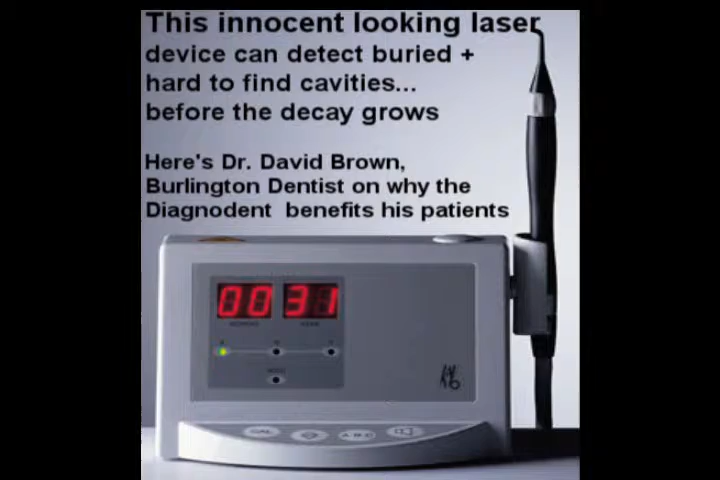 This innocent looking laser
device can detect buried +
hard to find cavities...
before the decay grows
Here's Dr. David Brown,
Burlington Dentist on why the
Diagnodent benefits his patients
00 31
CAL
A B C